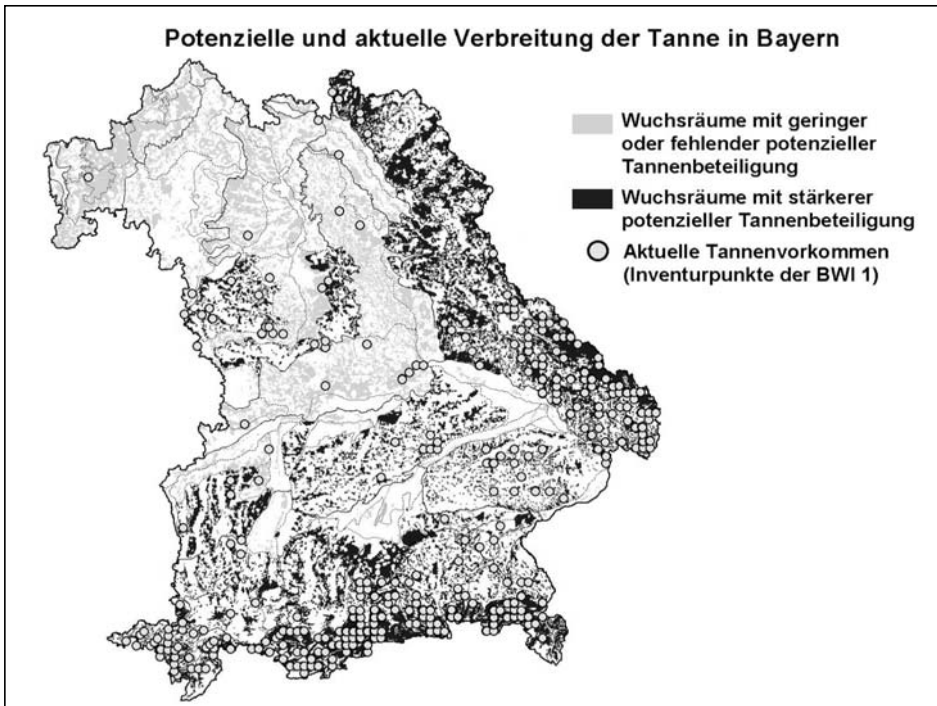 Potenzielle und aktuelle Verbreitung der Tanne in Bayern
Wuchsräume mit geringer
oder fehlender potenzieller
Tannenbeteiligung
Wuchsräume mit stärkerer
potenzieller Tannenbeteiligung
Aktuelle Tannenvorkommen
(Inventurpunkte der BWI 1)